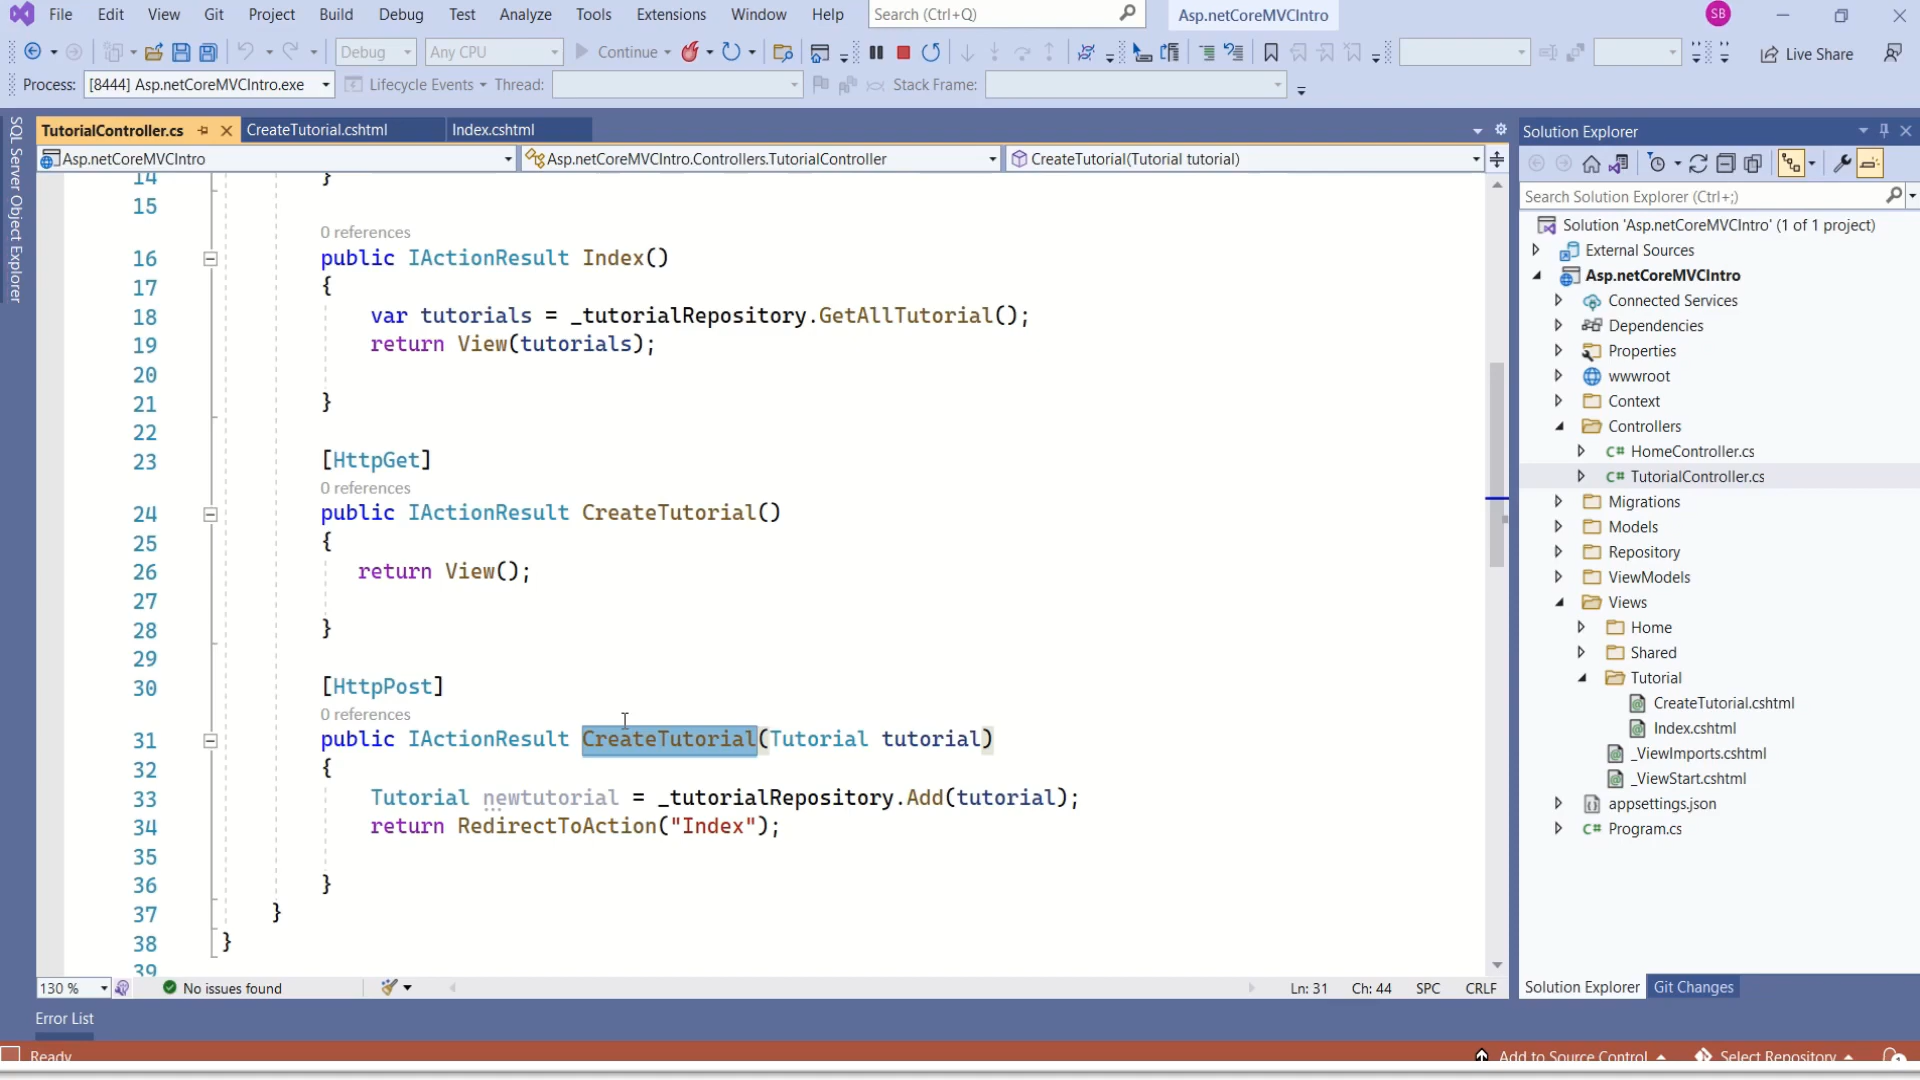 File Edit View Git Project Build Debug Test Analyze Tools Extensions Window Help Search (Ctrl+Q) Asp.netCoreMVCIntro SB
Debug Any CPU Continue Live Share
Process: [8444] Asp.netCoreMVCIntro.exe Lifecycle Events Thread: Stack Frame:
SQL Server Object Explorer
TutorialController.cs CreateTutorial.cshtml Index.cshtml
Asp.netCoreMVCIntro Asp.netCoreMVCIntro.Controllers.TutorialController CreateTutorial(Tutorial tutorial)
14 }
15
0 references
16 public IActionResult Index()
17 {
18 var tutorials = _tutorialRepository.GetAllTutorial();
19 return View(tutorials);
20
21 }
22
23 [HttpGet]
0 references
24 public IActionResult CreateTutorial()
25 {
26 return View();
27
28 }
29
30 [HttpPost]
0 references
31 public IActionResult CreateTutorial(Tutorial tutorial)
32 {
33 Tutorial newtutorial = _tutorialRepository.Add(tutorial);
34 return RedirectToAction("Index");
35
36 }
37 }
38 }
39
130 % No issues found Ln: 31 Ch: 44 SPC CRLF
Solution Explorer
Search Solution Explorer (Ctrl+;)
Solution 'Asp.netCoreMVCIntro' (1 of 1 project)
External Sources
Asp.netCoreMVCIntro
Connected Services
Dependencies
Properties
wwwroot
Context
Controllers
C# HomeController.cs
C# TutorialController.cs
Migrations
Models
Repository
ViewModels
Views
Home
Shared
Tutorial
CreateTutorial.cshtml
Index.cshtml
_ViewImports.cshtml
_ViewStart.cshtml
appsettings.json
C# Program.cs
Solution Explorer Git Changes
Error List
Ready Add to Source Control Select Repository